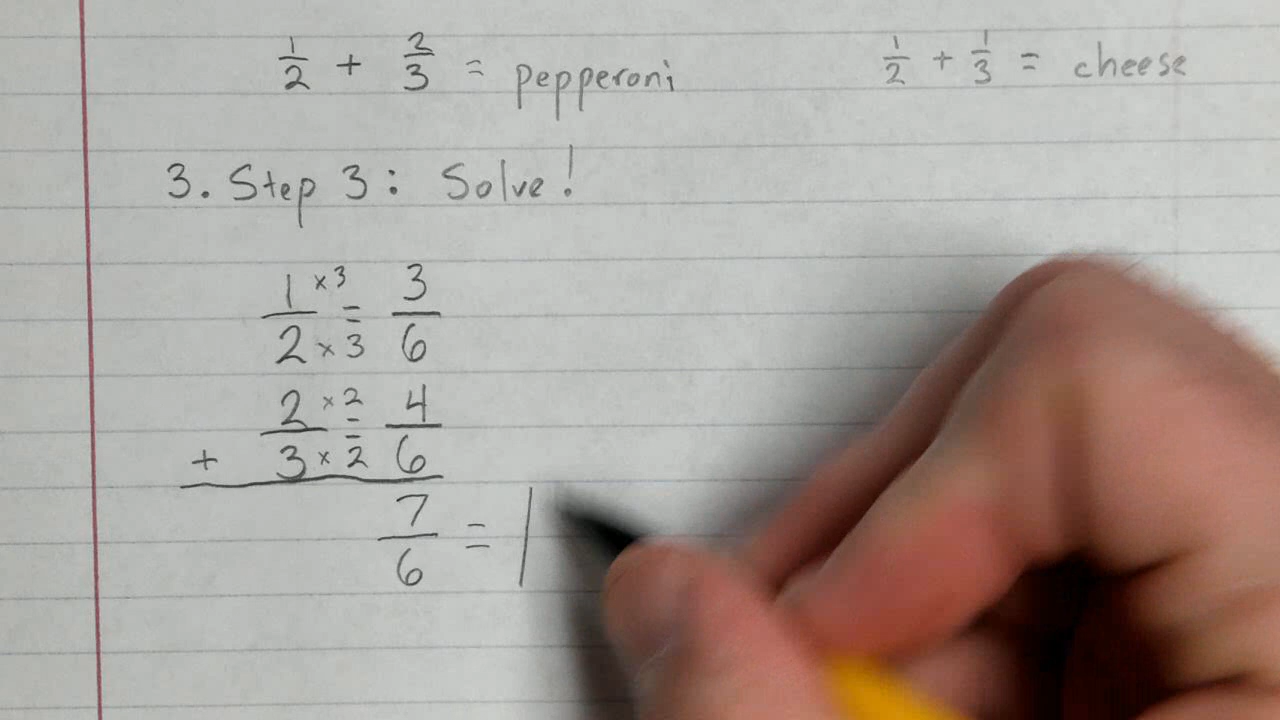 1/2 + 2/3 = pepperoni 1/2 + 1/3 = cheese
3. Step 3: Solve!
1 × 3 3
— = —
2 × 3 6
2 × 2 4
— = —
+ 3 × 2 6
7
— = 1
6